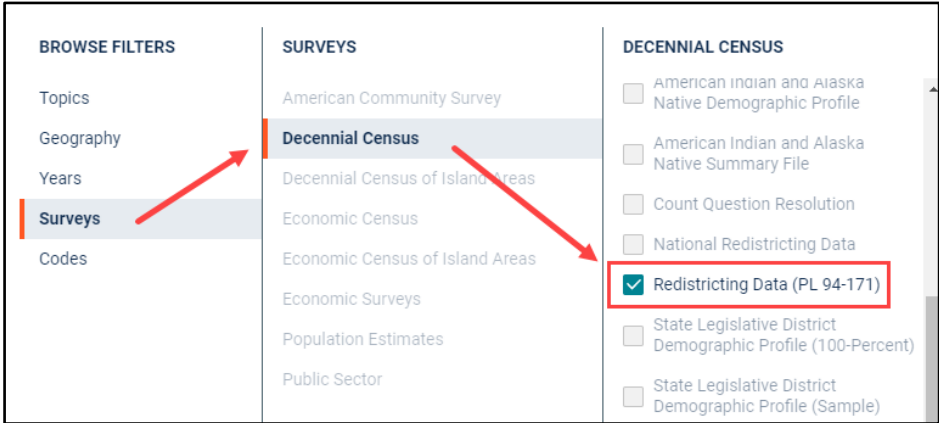 BROWSE FILTERS
Topics
Geography
Years
Surveys
Codes
SURVEYS
American Community Survey
Decennial Census
Decennial Census of Island Areas
Economic Census
Economic Census of Island Areas
Economic Surveys
Population Estimates
Public Sector
DECENNIAL CENSUS
American Indian and Alaska
Native Demographic Profile
American Indian and Alaska
Native Summary File
Count Question Resolution
National Redistricting Data
Redistricting Data (PL 94-171)
State Legislative District
Demographic Profile (100-Percent)
State Legislative District
Demographic Profile (Sample)